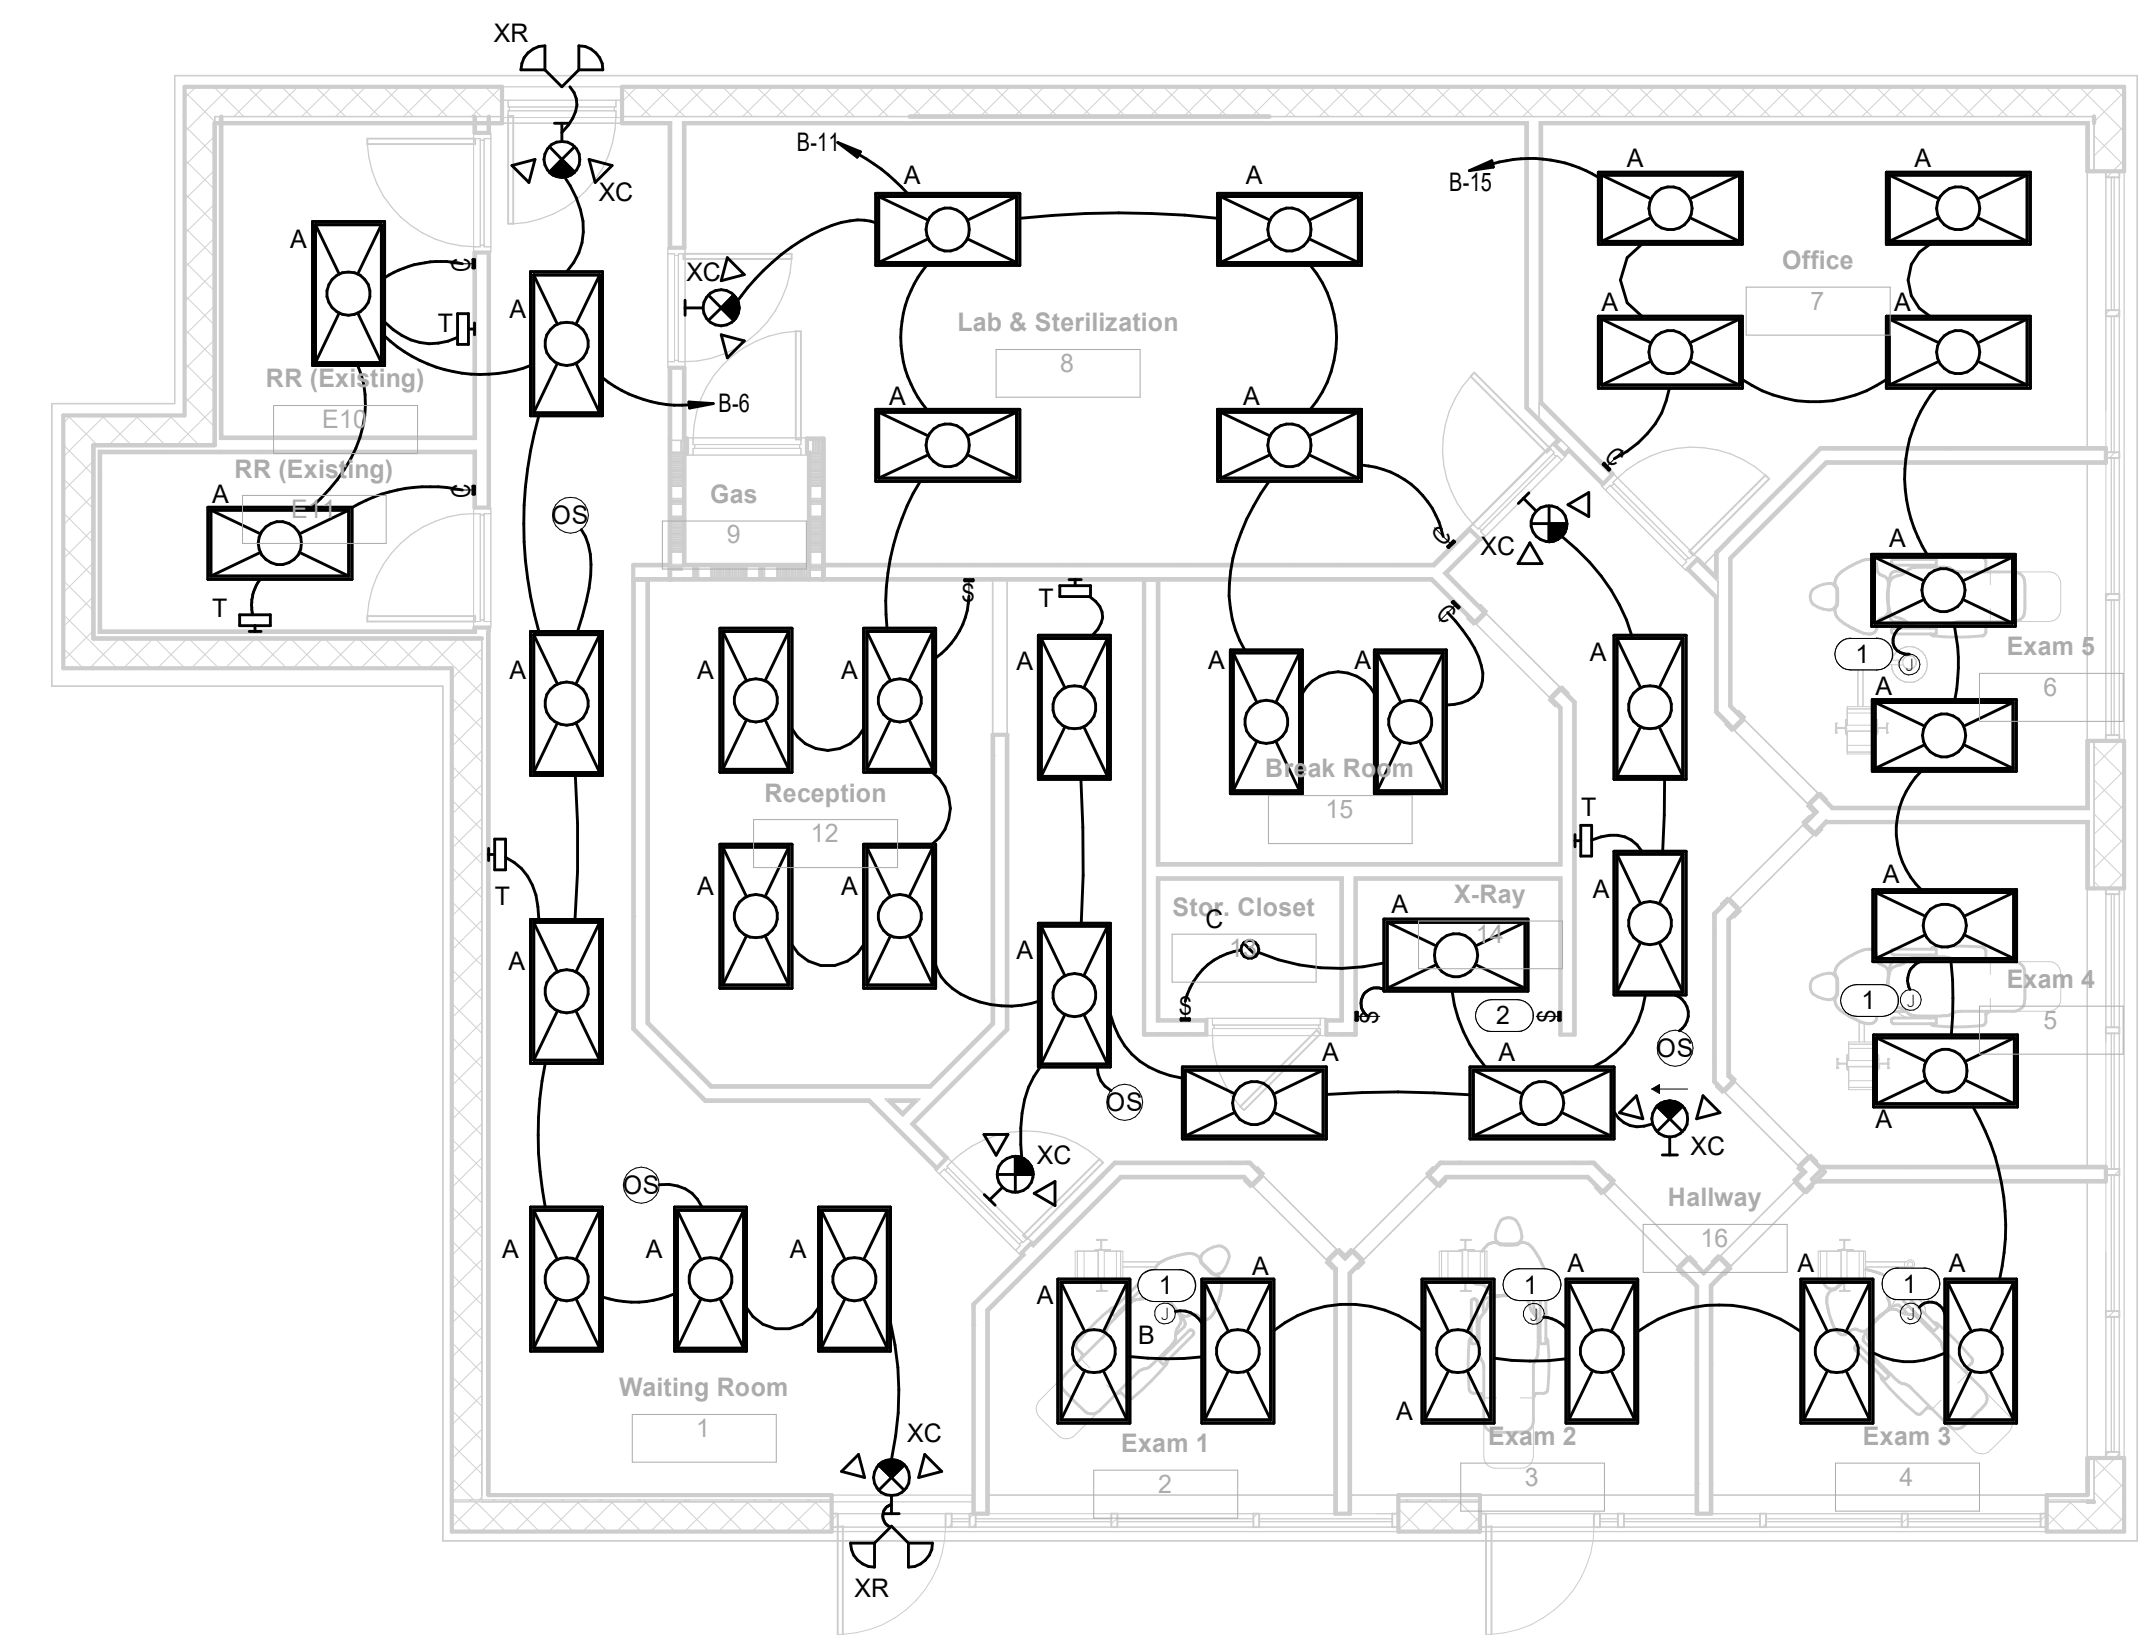 XR
XC
B-11
A
A
B-15
A
A
A
T
A
XC
Office
7
A
A
Lab & Sterilization
8
RR (Existing)
E10
B-6
A
A
RR (Existing)
E11
A
T
OS
Gas
9
XC
A
Exam 5
6
1
J
A
S
T
A
A
A
A
A
A
A
Reception
12
Break Room
15
T
T
A
A
A
A
Stor. Closet
13
C
S
X-Ray
14
A
S
2
S
A
A
Exam 4
5
1
J
A
OS
A
A
OS
XC
XC
OS
A
A
A
Hallway
16
A
1
J
B
A
A
1
J
A
A
1
J
A
Waiting Room
1
Exam 1
2
Exam 2
3
Exam 3
4
XC
XR